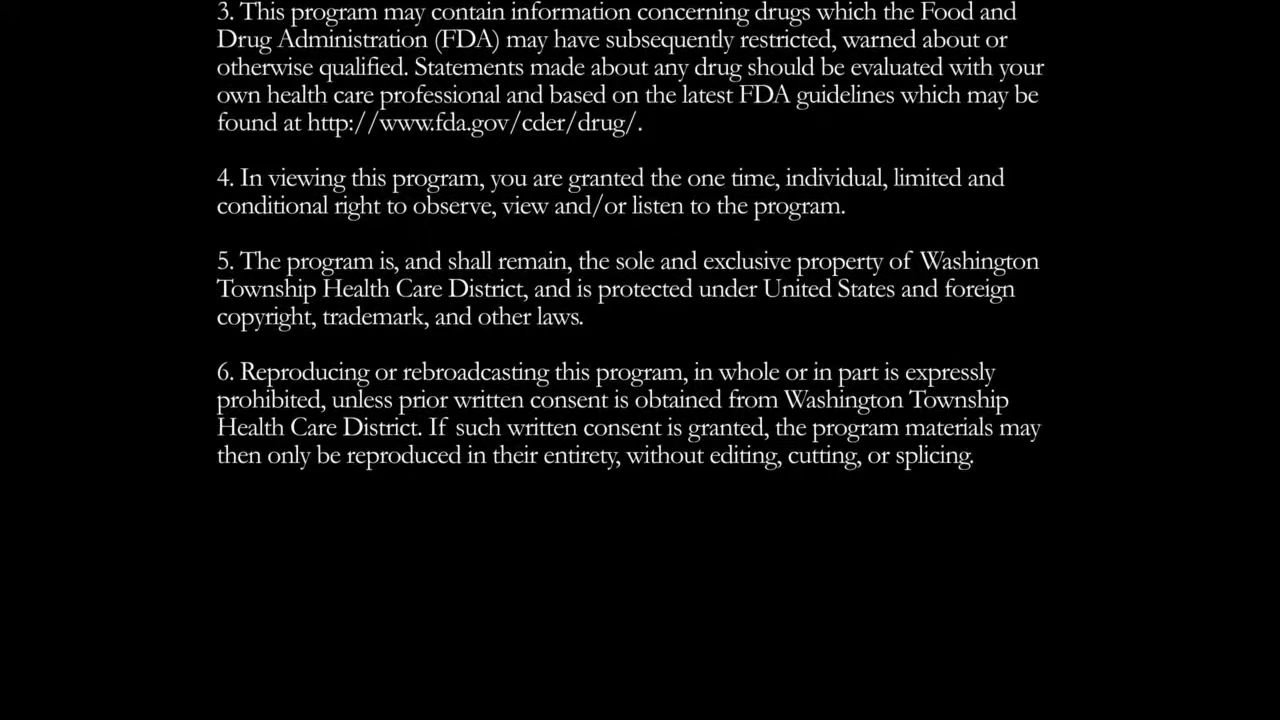 3. This program may contain information concerning drugs which the Food and
Drug Administration (FDA) may have subsequently restricted, warned about or
otherwise qualified. Statements made about any drug should be evaluated with your
own health care professional and based on the latest FDA guidelines which may be
found at http://www.fda.gov/cder/drug/.
4. In viewing this program, you are granted the one time, individual, limited and
conditional right to observe, view and/or listen to the program.
5. The program is, and shall remain, the sole and exclusive property of Washington
Township Health Care District, and is protected under United States and foreign
copyright, trademark, and other laws.
6. Reproducing or rebroadcasting this program, in whole or in part is expressly
prohibited, unless prior written consent is obtained from Washington Township
Health Care District. If such written consent is granted, the program materials may
then only be reproduced in their entirety, without editing, cutting, or splicing.